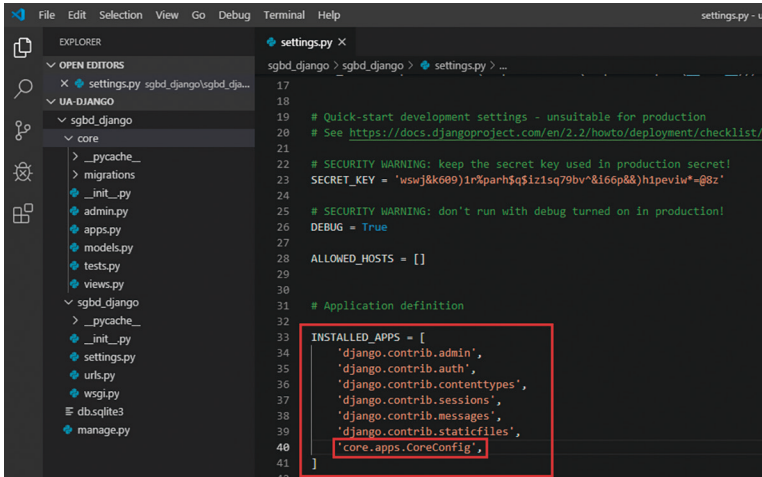 File Edit Selection View Go Debug Terminal Help
settings.py - u
EXPLORER
OPEN EDITORS
settings.py sgbd_django\sgbd_dja...
UA-DJANGO
sgbd_django
core
__pycache__
migrations
__init__.py
admin.py
apps.py
models.py
tests.py
views.py
sgbd_django
__pycache__
__init__.py
settings.py
urls.py
wsgi.py
db.sqlite3
manage.py
settings.py
sgbd_django > sgbd_django > settings.py > ...
17
18
19 # Quick-start development settings - unsuitable for production
20 # See https://docs.djangoproject.com/en/2.2/howto/deployment/checklist/
21
22 # SECURITY WARNING: keep the secret key used in production secret!
23 SECRET_KEY = 'wswj&k609)1r%parh$q$iz1sq79bv^&i66p&&)h1peviw*=@8z'
24
25 # SECURITY WARNING: don't run with debug turned on in production!
26 DEBUG = True
27
28 ALLOWED_HOSTS = []
29
30
31 # Application definition
32
33 INSTALLED_APPS = [
34 'django.contrib.admin',
35 'django.contrib.auth',
36 'django.contrib.contenttypes',
37 'django.contrib.sessions',
38 'django.contrib.messages',
39 'django.contrib.staticfiles',
40 'core.apps.CoreConfig',
41 ]